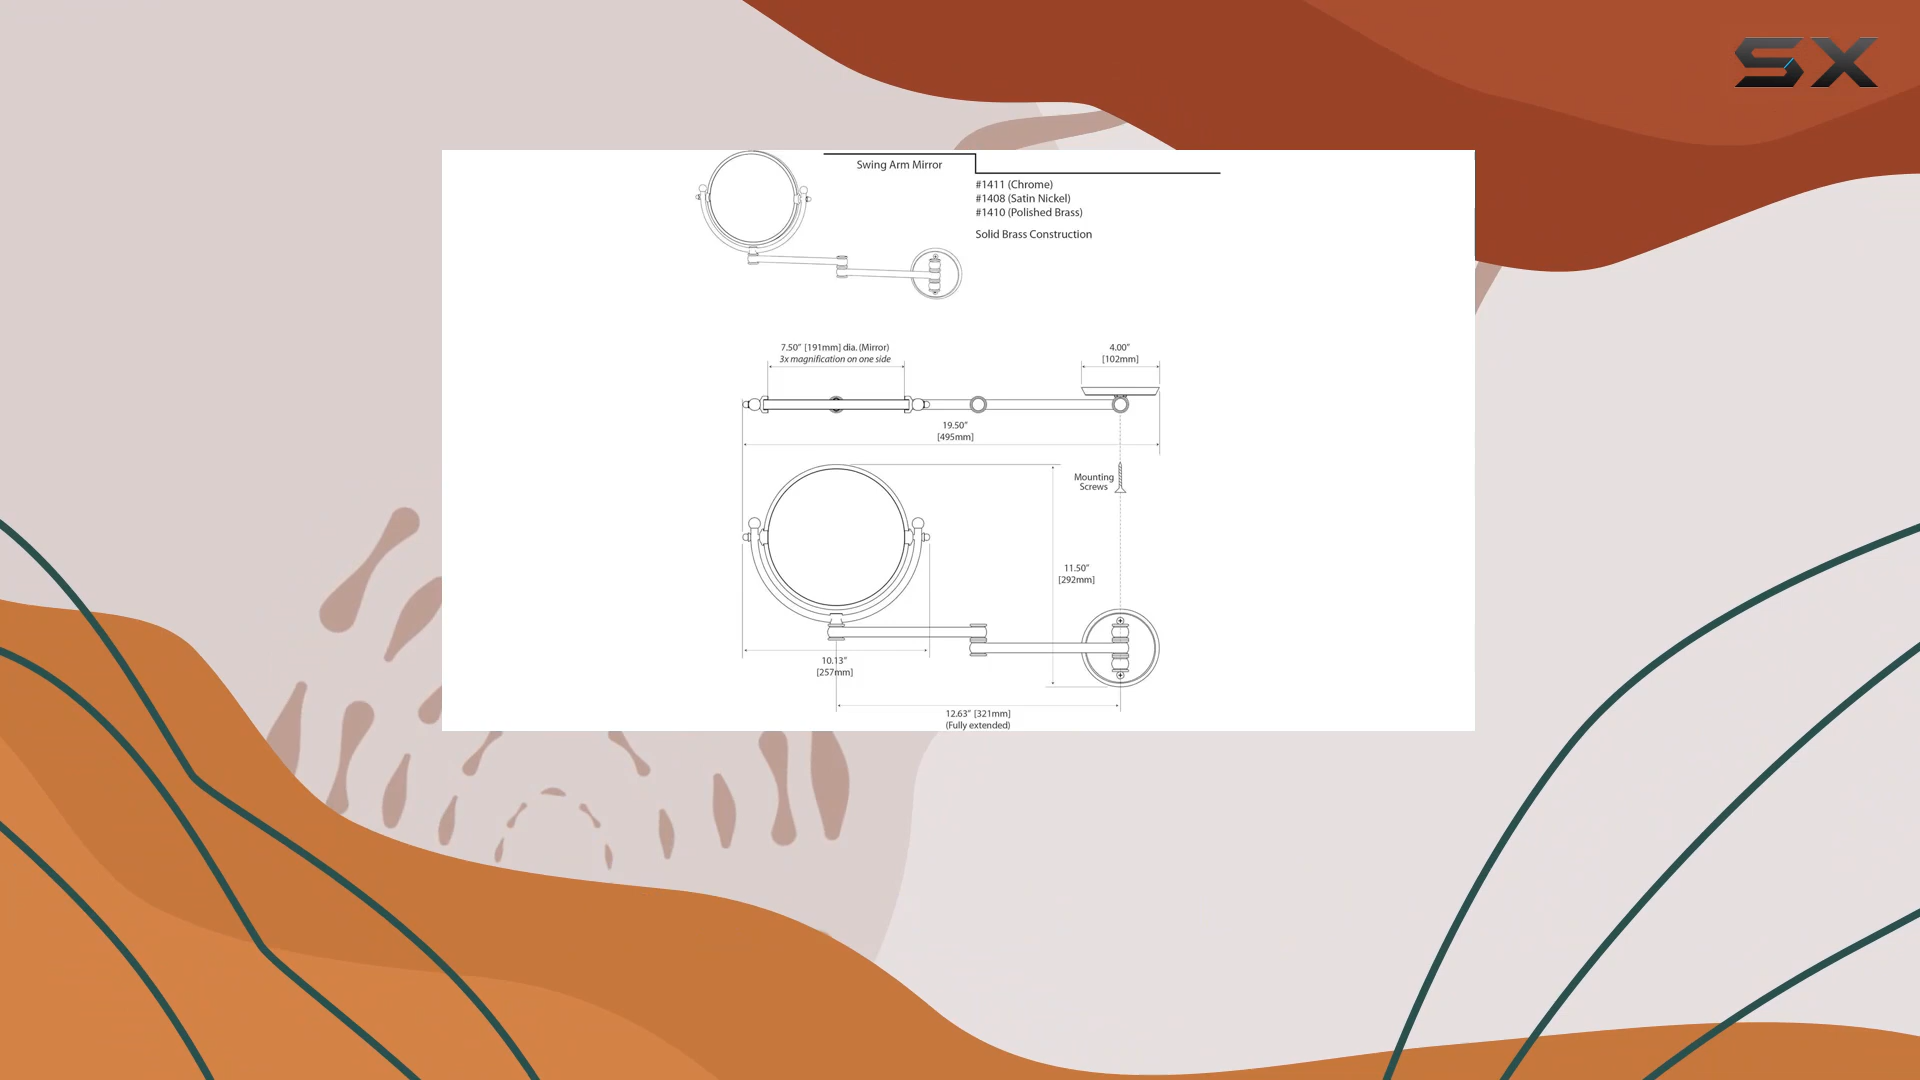 SX
Swing Arm Mirror
#1411 (Chrome)
#1408 (Satin Nickel)
#1410 (Polished Brass)
Solid Brass Construction
7.50" [191mm] dia. (Mirror)
3x magnification on one side
4.00"
[102mm]
19.50"
[495mm]
Mounting
Screws
11.50"
[292mm]
10.13"
[257mm]
12.63" [321mm]
(Fully extended)